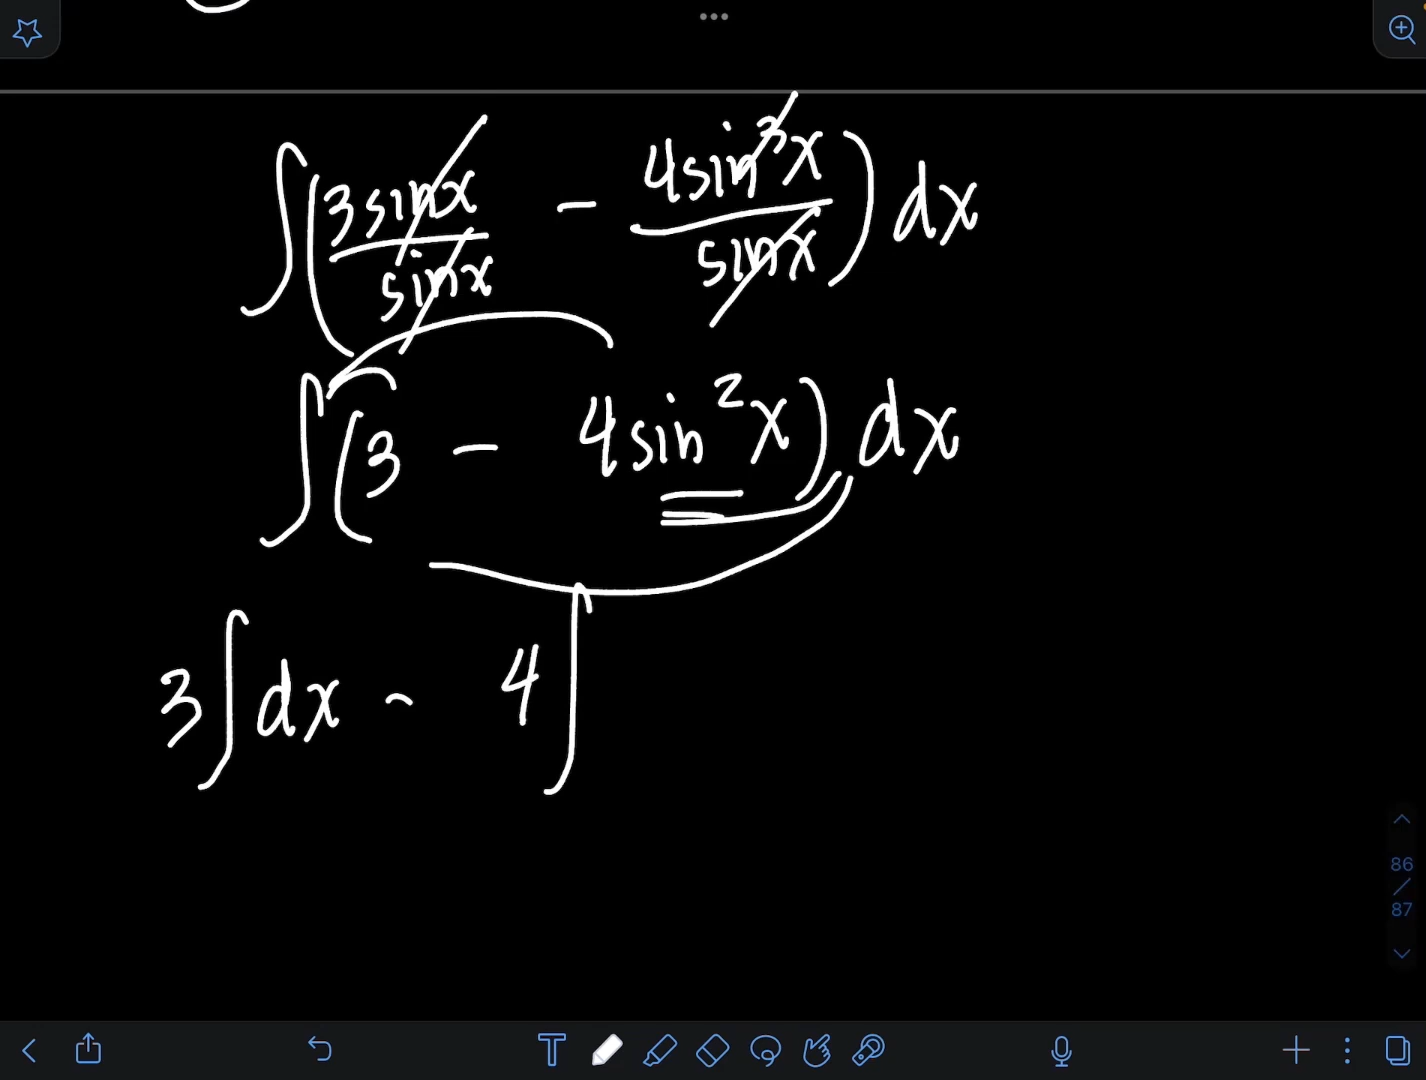 ∫(3sinx/sinx - 4sin³x/sinx) dx
∫(3 - 4sin²x) dx
3∫dx - 4∫
86
/
87
T